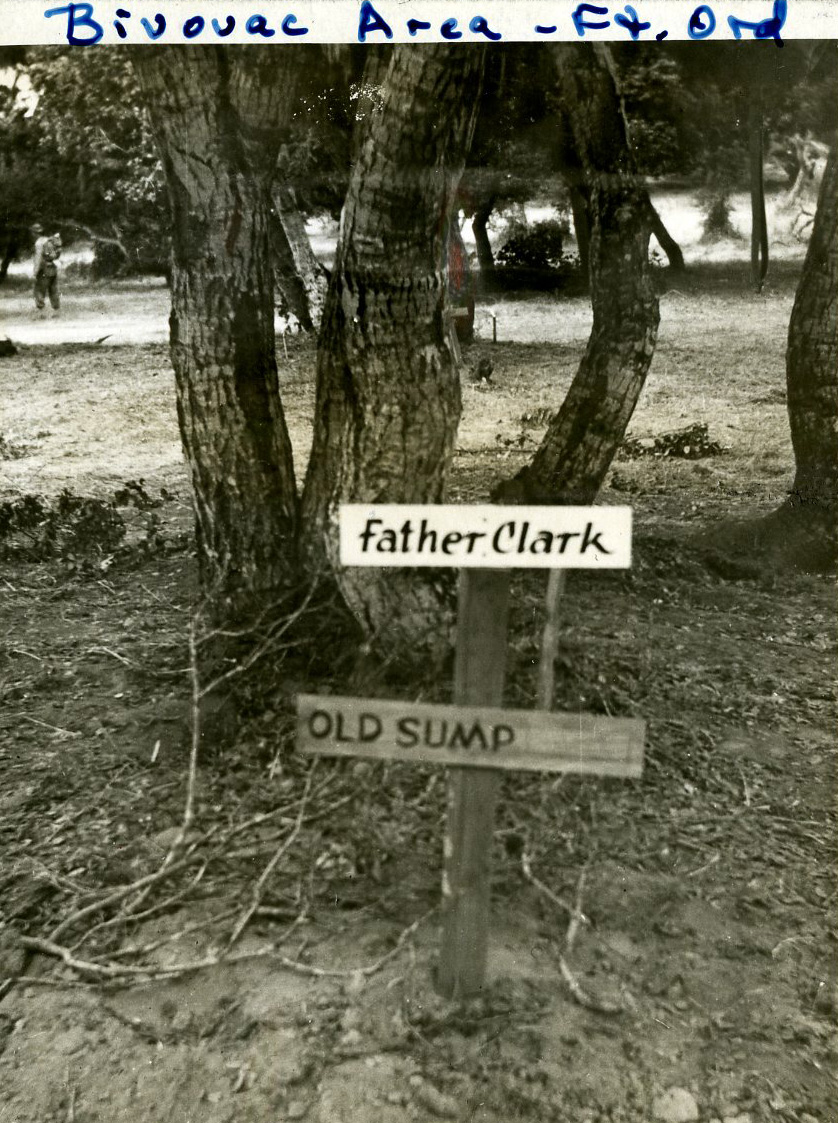 Bivouac Area - Ft. Ord
Father Clark
OLD SUMP